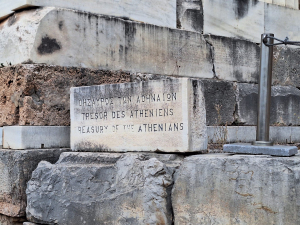 ΘΗΣΑΥΡΟΣ ΤΩΝ ΑΘΗΝΑΙΩΝ
TRESOR DES ATHENIENS
TREASURY OF THE ATHENIANS